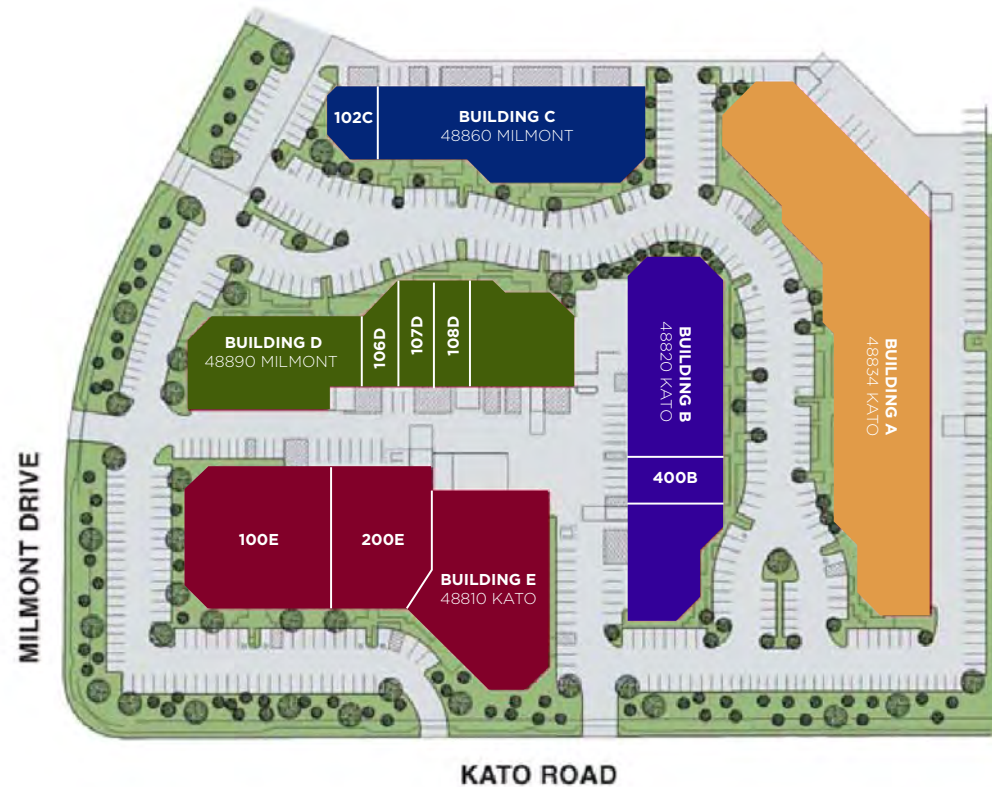 102C
BUILDING C
48860 MILMONT
BUILDING D
48890 MILMONT
106D
107D
108D
BUILDING B
48820 KATO
400B
BUILDING A
48834 KATO
100E
200E
BUILDING E
48810 KATO
MILMONT DRIVE
KATO ROAD